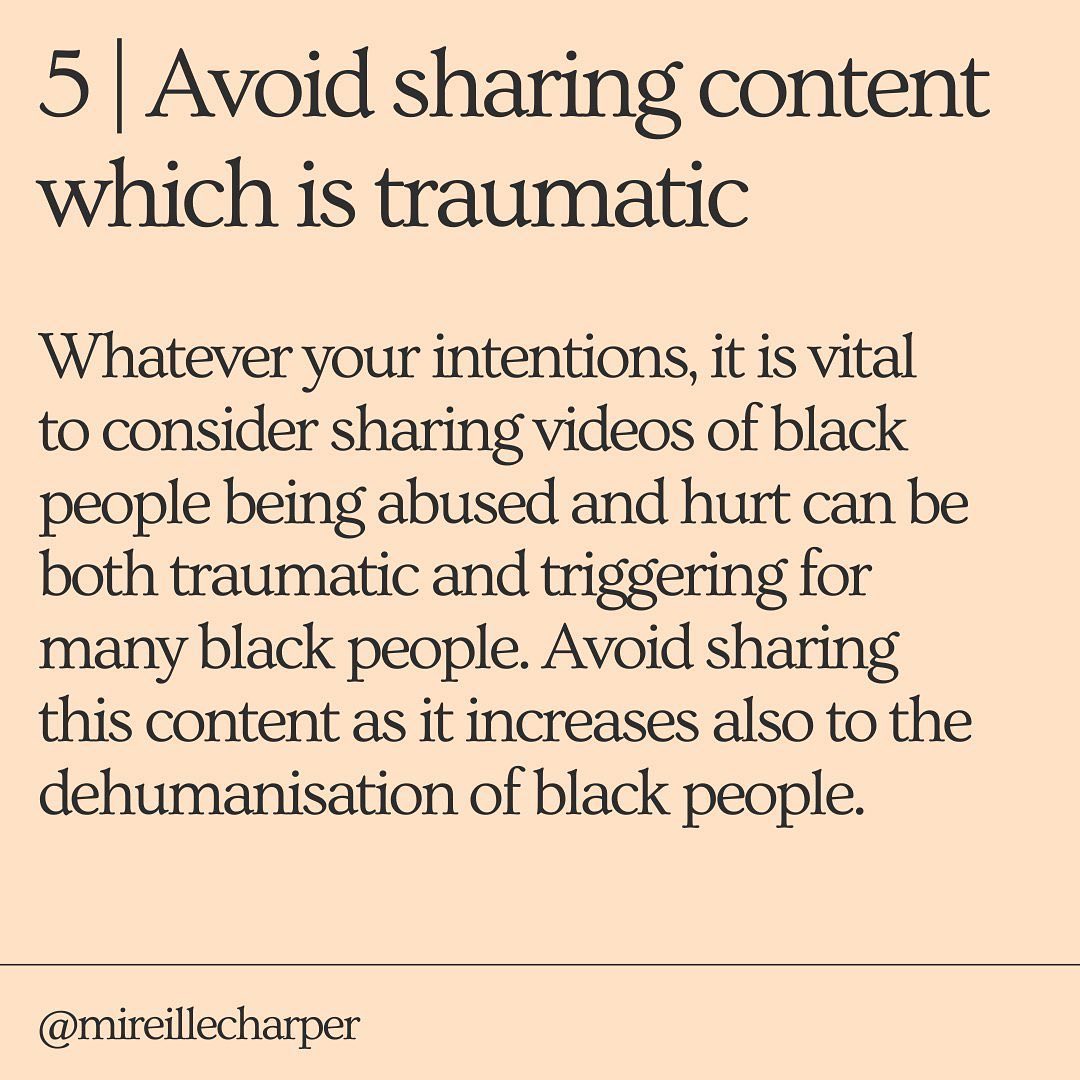 5 | Avoid sharing content
which is traumatic
Whatever your intentions, it is vital
to consider sharing videos of black
people being abused and hurt can be
both traumatic and triggering for
many black people. Avoid sharing
this content as it increases also to the
dehumanisation of black people.
@mireillecharper